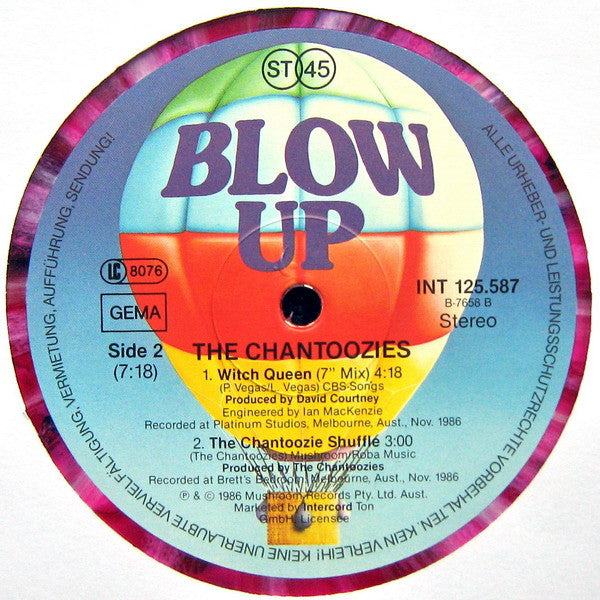 ST 45
BLOW
UP
LC 8076
GEMA
INT 125.587
B-7658 B
Stereo
Side 2
(7:18)
THE CHANTOOZIES
1. Witch Queen (7" Mix) 4:18
(P. Vegas/L. Vegas) CBS-Songs
Produced by David Courtney
Engineered by Ian MacKenzie
Recorded at Platinum Studios, Melbourne, Aust., Nov. 1986
2. The Chantoozie Shufflé 3:00
(The Chantoozies) Mushroom/Roba Music
Produced by The Chantoozies
Recorded at Brett's Bedroom, Melbourne, Aust., Nov. 1986
℗ & © 1986 Mushroom Records Pty. Ltd. Aust.
Marketed by Intercord Ton
GmbH. Licensee
ALLE URHEBER- UND LEISTUNGSSCHUTZRECHTE VORBEHALTEN. KEIN VERLEIH! KEINE UNERLAUBTE VERVIELFÄLTIGUNG, VERMIETUNG, AUFFÜHRUNG, SENDUNG!